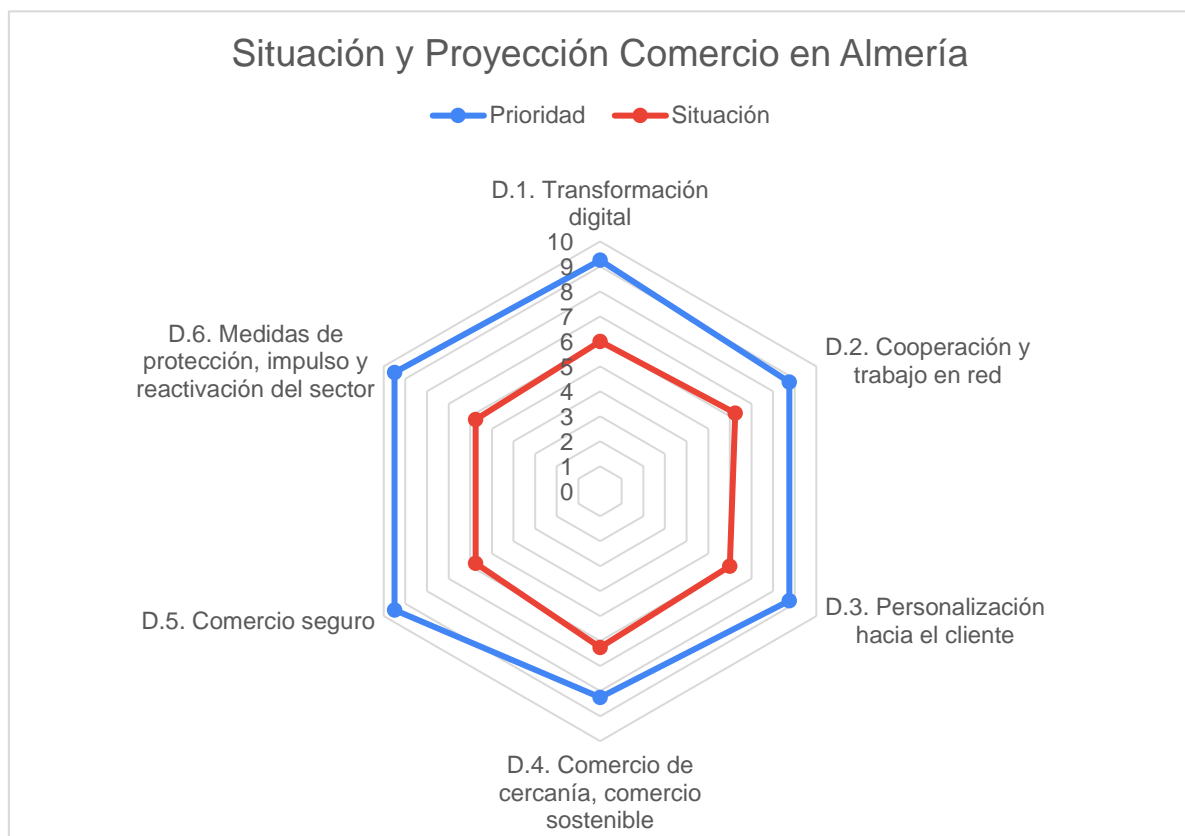 Situación y Proyección Comercio en Almería
Prioridad
Situación
D.1. Transformación
digital
10
9
8
7
6
5
4
3
2
1
0
D.2. Cooperación y
trabajo en red
D.3. Personalización
hacia el cliente
D.4. Comercio de
cercanía, comercio
sostenible
D.5. Comercio seguro
D.6. Medidas de
protección, impulso y
reactivación del sector